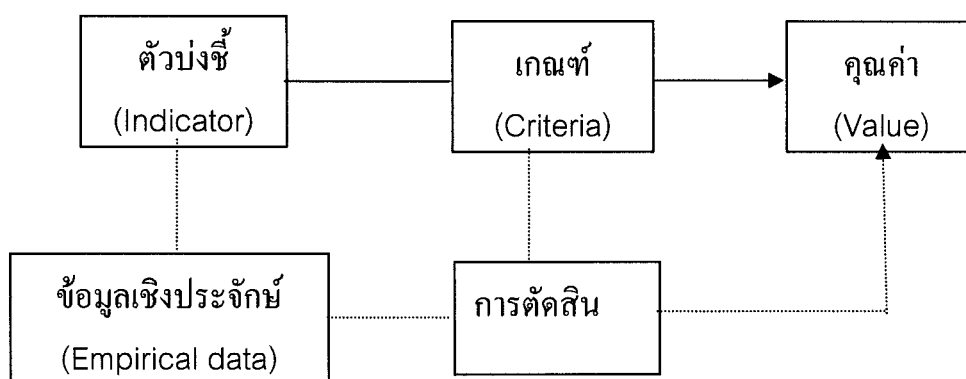 ตัวบ่งชี้
(Indicator)
เกณฑ์
(Criteria)
คุณค่า
(Value)
ข้อมูลเชิงประจักษ์
(Empirical data)
การตัดสิน